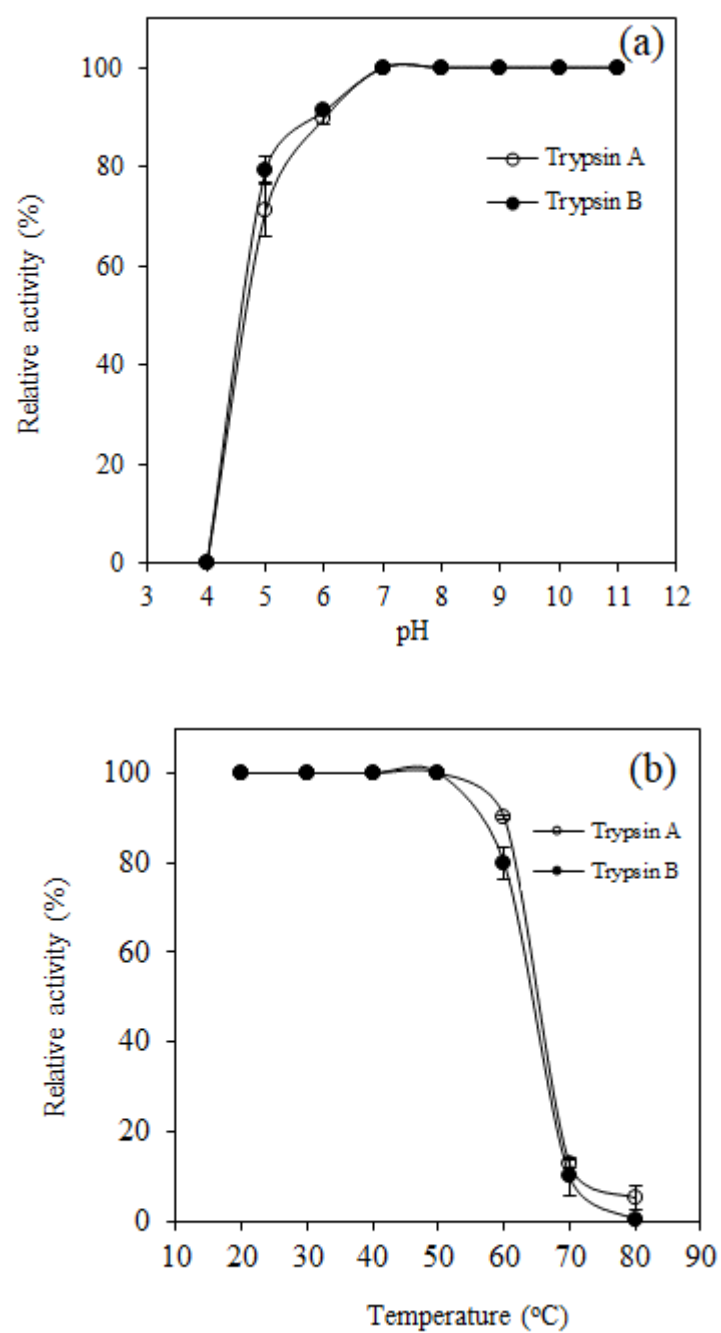 (a)
100
80
60
40
20
0
Relative activity (%)
Trypsin A
Trypsin B
3 4 5 6 7 8 9 10 11 12
pH
(b)
100
80
60
40
20
0
Relative activity (%)
Trypsin A
Trypsin B
10 20 30 40 50 60 70 80 90
Temperature (°C)